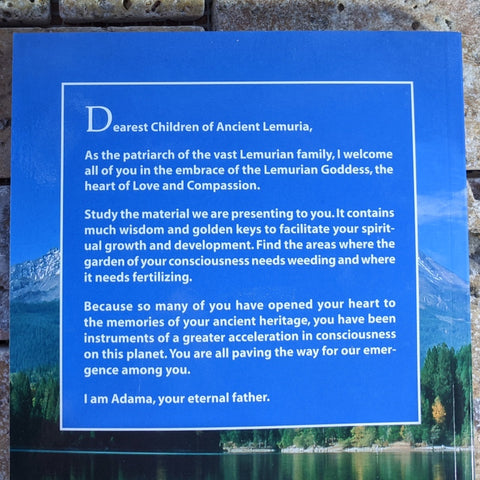 Dearest Children of Ancient Lemuria,
As the patriarch of the vast Lemurian family, I welcome
all of you in the embrace of the Lemurian Goddess, the
heart of Love and Compassion.
Study the material we are presenting to you. It contains
much wisdom and golden keys to facilitate your spirit-
ual growth and development. Find the areas where the
garden of your consciousness needs weeding and where
it needs fertilizing.
Because so many of you have opened your heart to
the memories of your ancient heritage, you have been
instruments of a greater acceleration in consciousness
on this planet. You are all paving the way for our emer-
gence among you.
I am Adama, your eternal father.